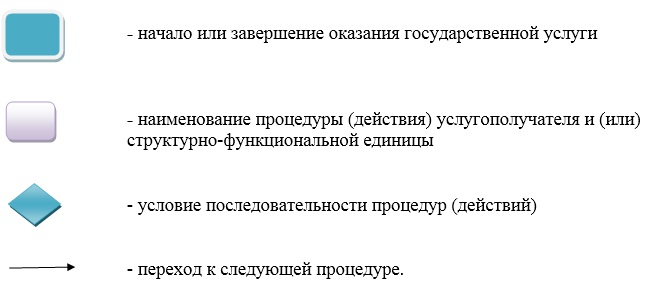 - начало или завершение оказания государственной услуги
- наименование процедуры (действия) услугополучателя и (или)
структурно-функциональной единицы
- условие последовательности процедур (действий)
- переход к следующей процедуре.